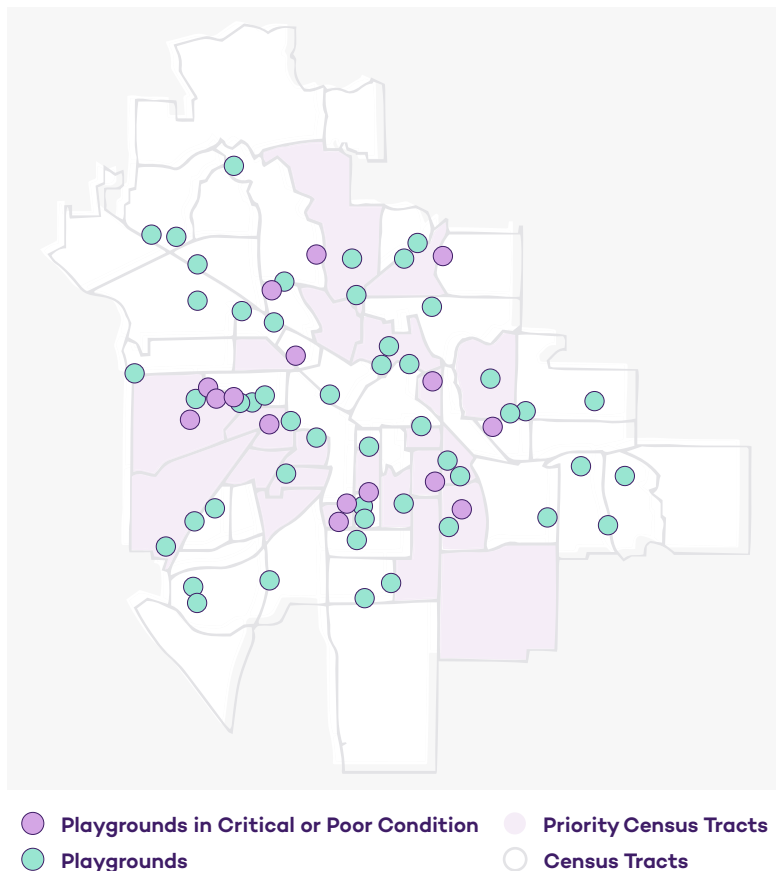 Playgrounds in Critical or Poor Condition
Priority Census Tracts
Playgrounds
Census Tracts